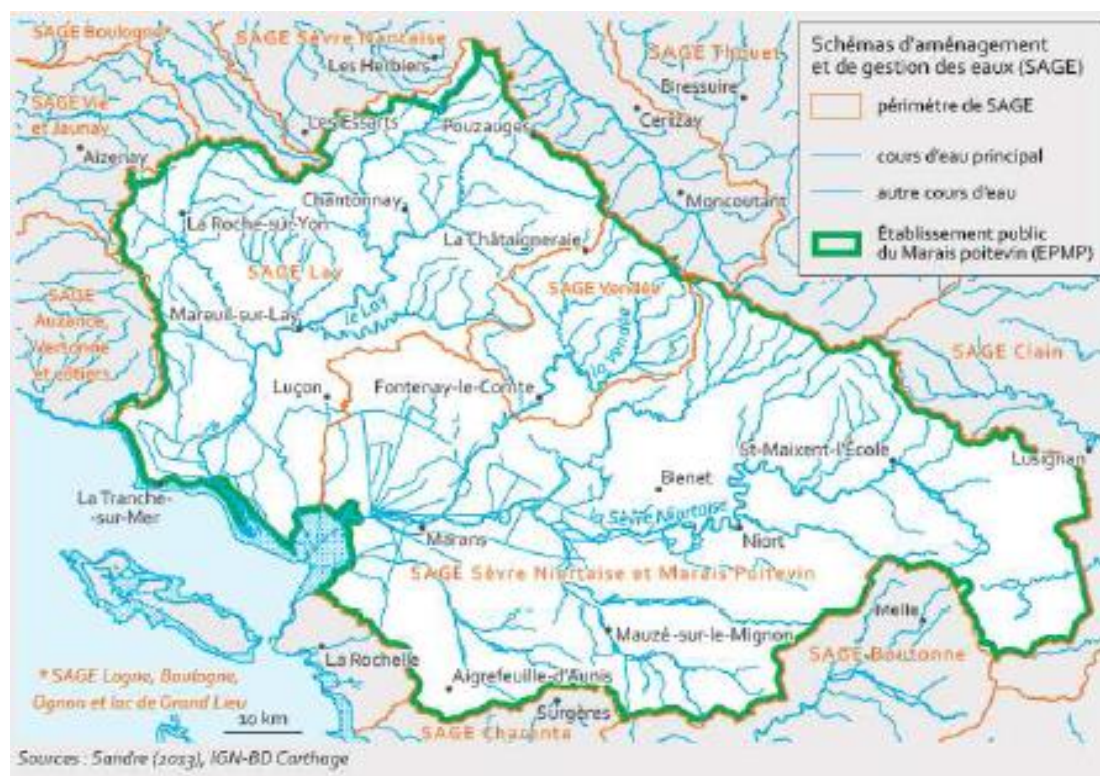 SAGE Boulogne*
SAGE Sèvre Nantaise
Les Herbiers
SAGE Thouet
Bressuire
Cerizay
SAGE Vie
et Jaunay
Aizenay
Les Essarts
Pouzauges
Moncoutant
Schémas d'aménagement
et de gestion des eaux (SAGE)
périmètre de SAGE
cours d'eau principal
autre cours d'eau
Établissement public
du Marais poitevin (EPMP)
La Roche-sur-Yon
Chantonnay
La Châtaigneraie
SAGE Lay
SAGE Vendée
SAGE
Auzance,
Vertonne
et côtiers
Mareuil-sur-Lay
le Lay
la Vendée
SAGE Clain
Luçon
Fontenay-le-Comte
St-Maixent-l'École
Lusignan
Benet
La Tranche-
-sur-Mer
la Sèvre Niortaise
Marans
Niort
SAGE Sèvre Niortaise et Marais Poitevin
Melle
Mauzé-sur-le-Mignon
SAGE Boutonne
La Rochelle
Aigrefeuille-d'Aunis
Surgères
SAGE Charente
* SAGE Logne, Boulogne,
Ognon et lac de Grand Lieu
10 km
Sources : Sandre (2013), IGN-BD Carthage